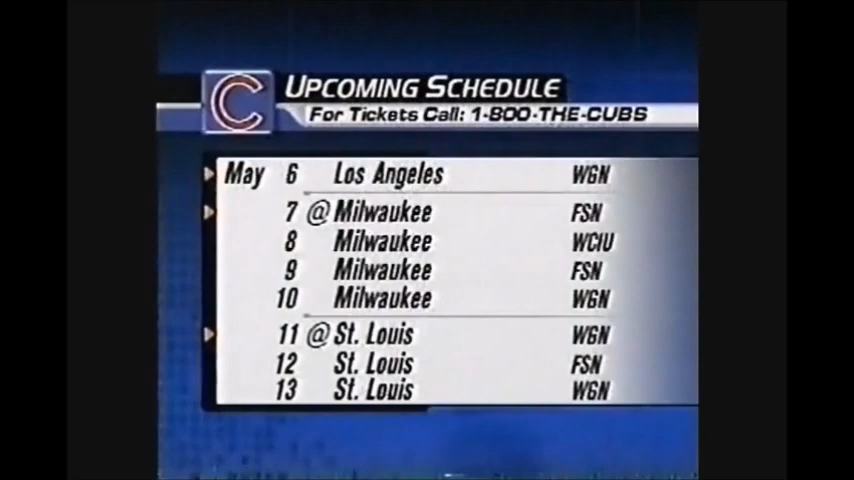 C
UPCOMING SCHEDULE
For Tickets Call: 1-800-THE-CUBS
May 6 Los Angeles WGN
7 @ Milwaukee FSN
8 Milwaukee WCIU
9 Milwaukee FSN
10 Milwaukee WGN
11 @ St. Louis WGN
12 St. Louis FSN
13 St. Louis WGN